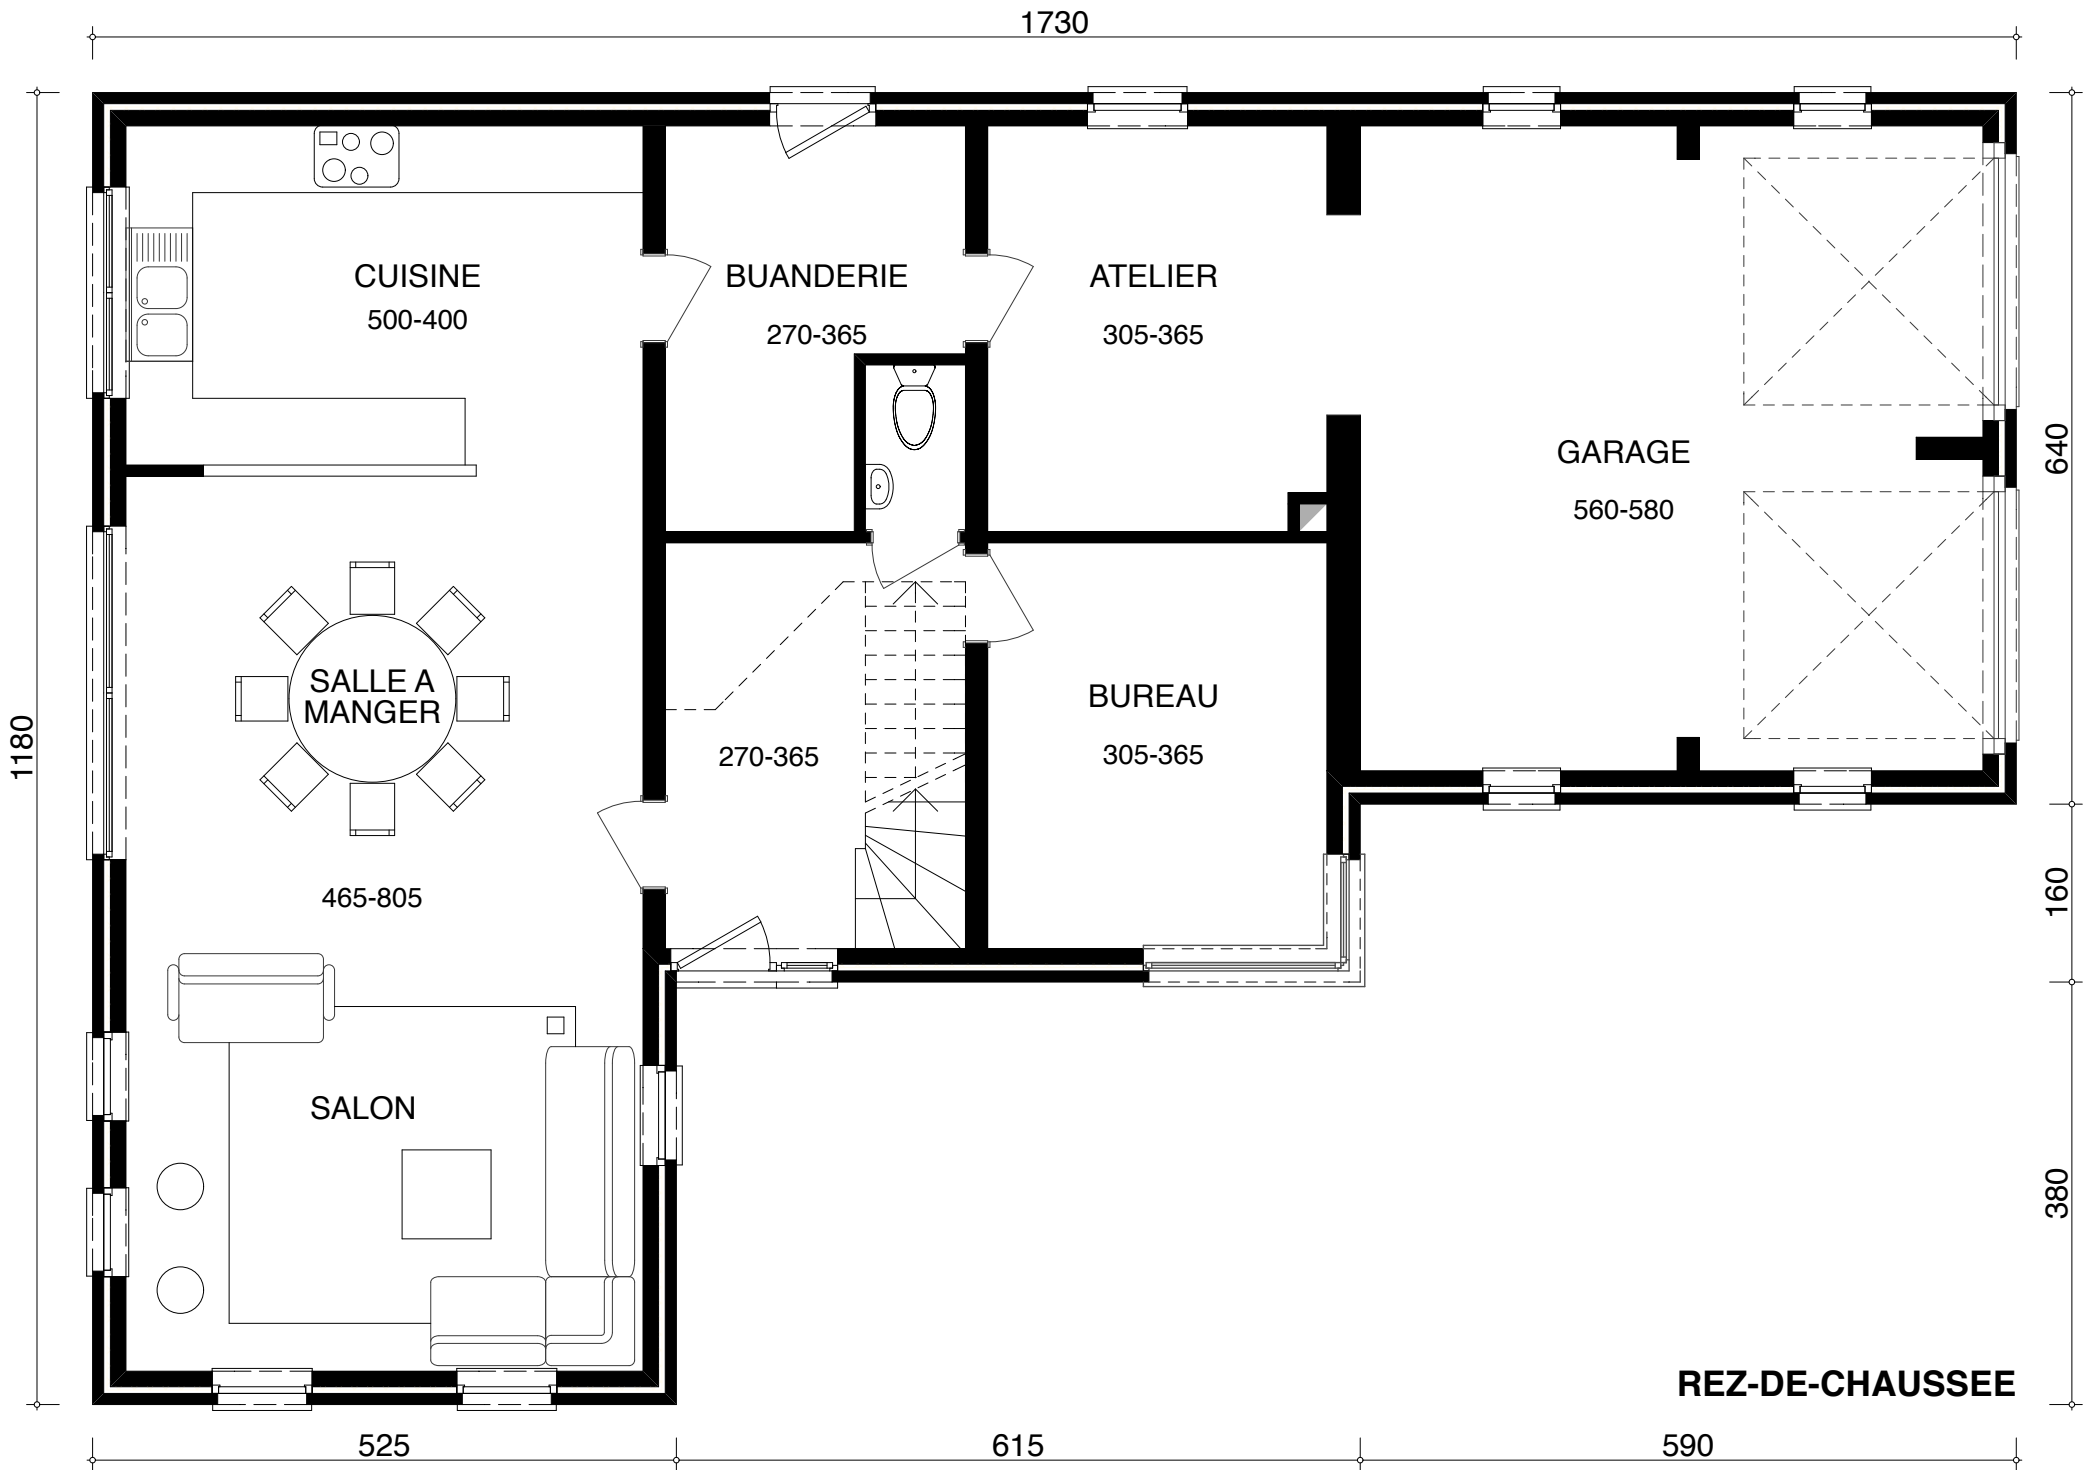 1730
CUISINE
500-400
BUANDERIE
270-365
ATELIER
305-365
GARAGE
560-580
640
SALLE A
MANGER
1180
270-365
BUREAU
305-365
465-805
160
SALON
380
REZ-DE-CHAUSSEE
525
615
590